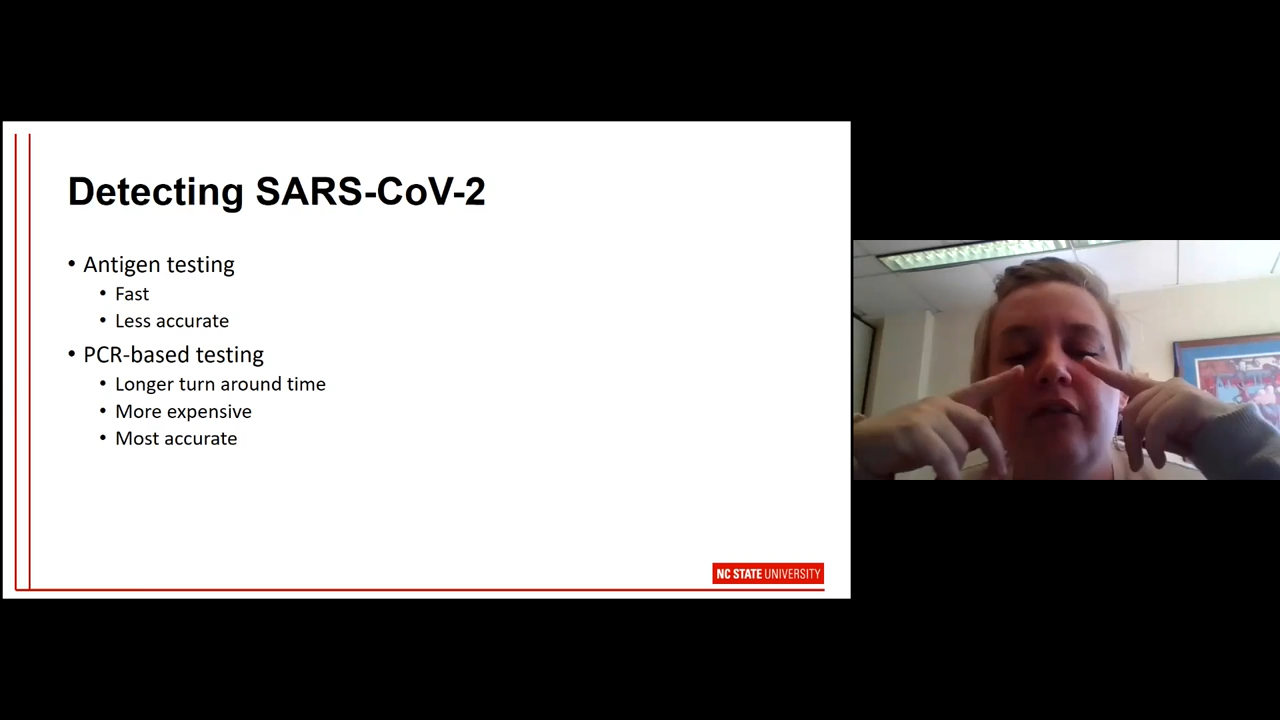 Detecting SARS-CoV-2
• Antigen testing
• Fast
• Less accurate
• PCR-based testing
• Longer turn around time
• More expensive
• Most accurate
NC STATE UNIVERSITY